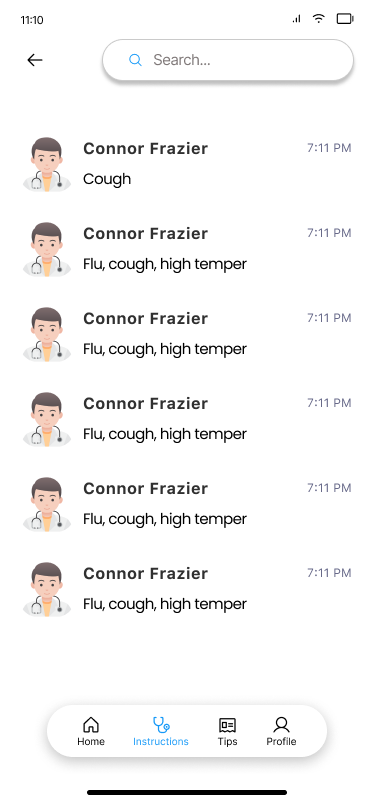 11:10
Search...
Connor Frazier 7:11 PM
Cough
Connor Frazier 7:11 PM
Flu, cough, high temper
Connor Frazier 7:11 PM
Flu, cough, high temper
Connor Frazier 7:11 PM
Flu, cough, high temper
Connor Frazier 7:11 PM
Flu, cough, high temper
Connor Frazier 7:11 PM
Flu, cough, high temper
Home Instructions Tips Profile